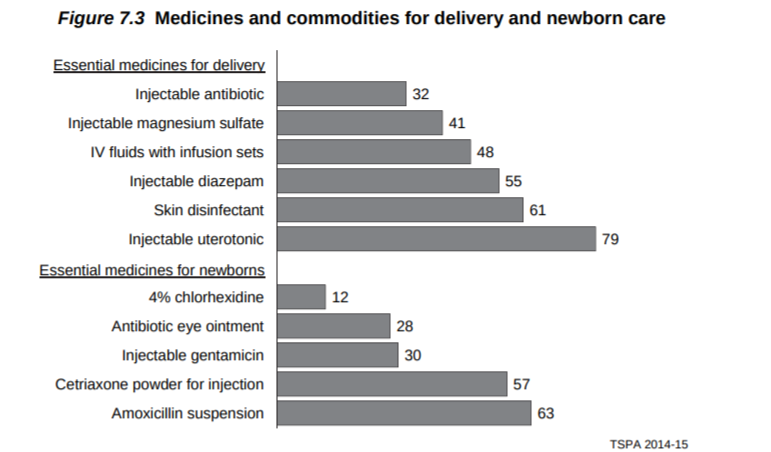 Figure 7.3 Medicines and commodities for delivery and newborn care
Essential medicines for delivery
Injectable antibiotic 32
Injectable magnesium sulfate 41
IV fluids with infusion sets 48
Injectable diazepam 55
Skin disinfectant 61
Injectable uterotonic 79
Essential medicines for newborns
4% chlorhexidine 12
Antibiotic eye ointment 28
Injectable gentamicin 30
Cetriaxone powder for injection 57
Amoxicillin suspension 63
TSPA 2014-15